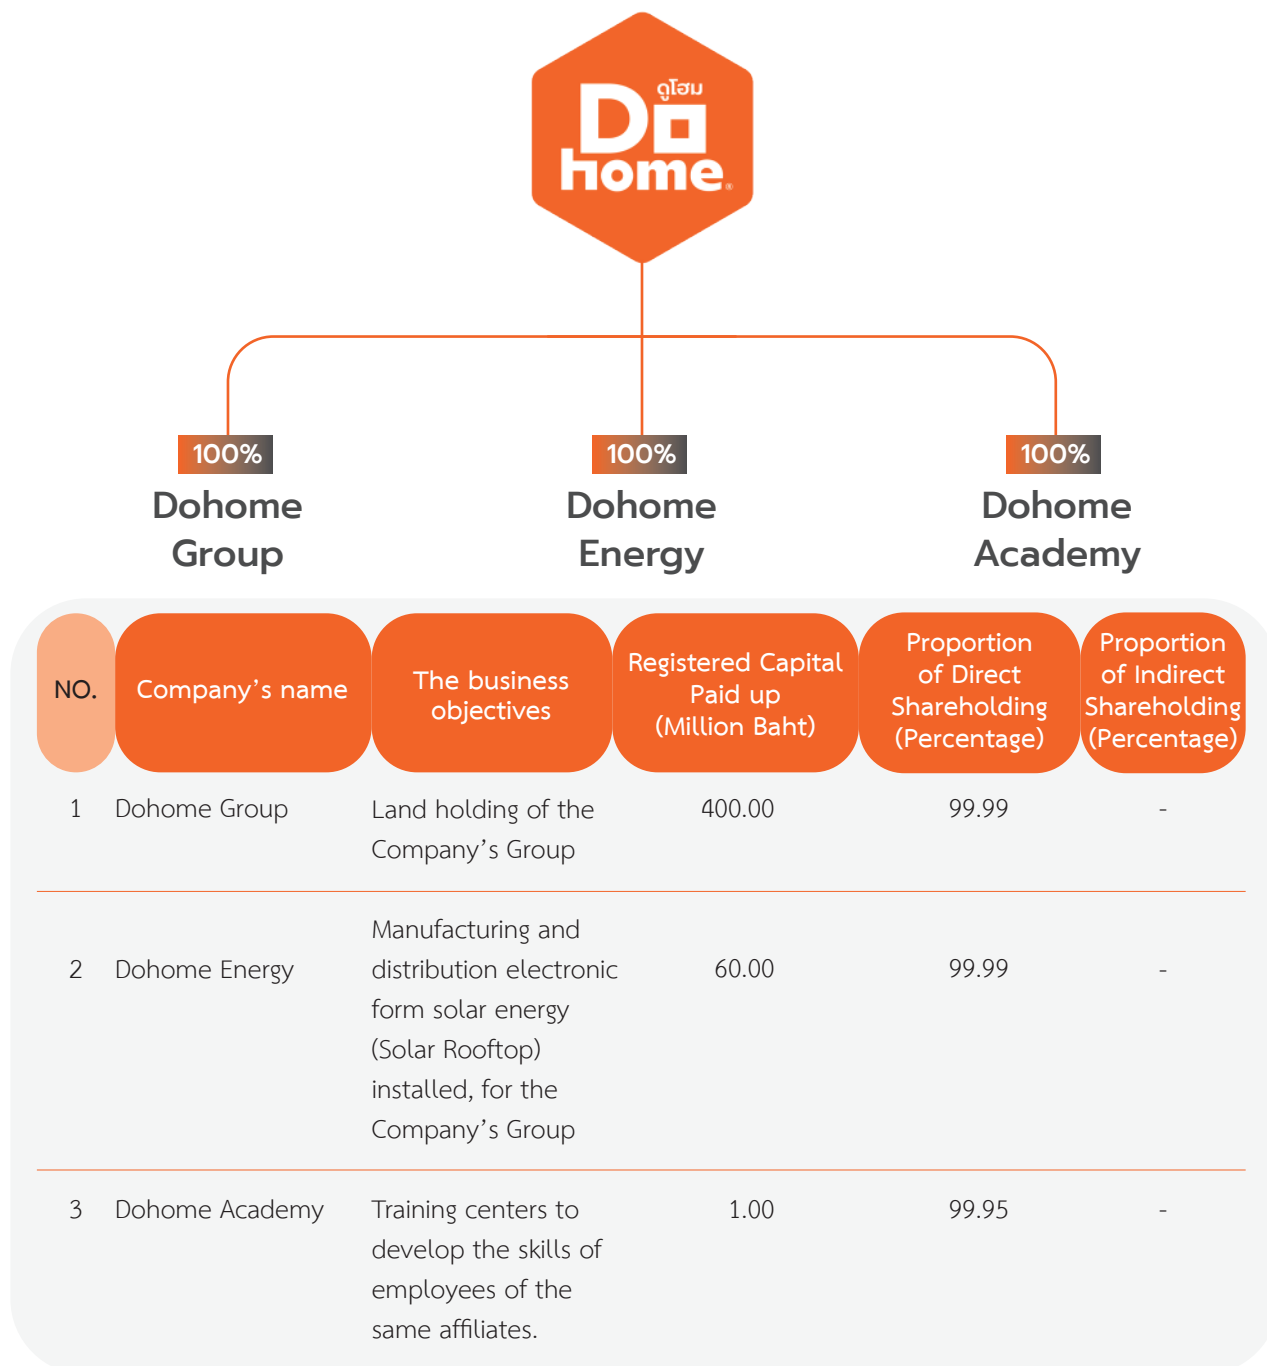 ดูโฮม
Do
home®
100%
Dohome
Group
100%
Dohome
Energy
100%
Dohome
Academy
NO.
Company’s name
The business
objectives
Registered Capital
Paid up
(Million Baht)
Proportion
of Direct
Shareholding
(Percentage)
Proportion
of Indirect
Shareholding
(Percentage)
1
Dohome Group
Land holding of the
Company’s Group
400.00
99.99
-
2
Dohome Energy
Manufacturing and
distribution electronic
form solar energy
(Solar Rooftop)
installed, for the
Company’s Group
60.00
99.99
-
3
Dohome Academy
Training centers to
develop the skills of
employees of the
same affiliates.
1.00
99.95
-